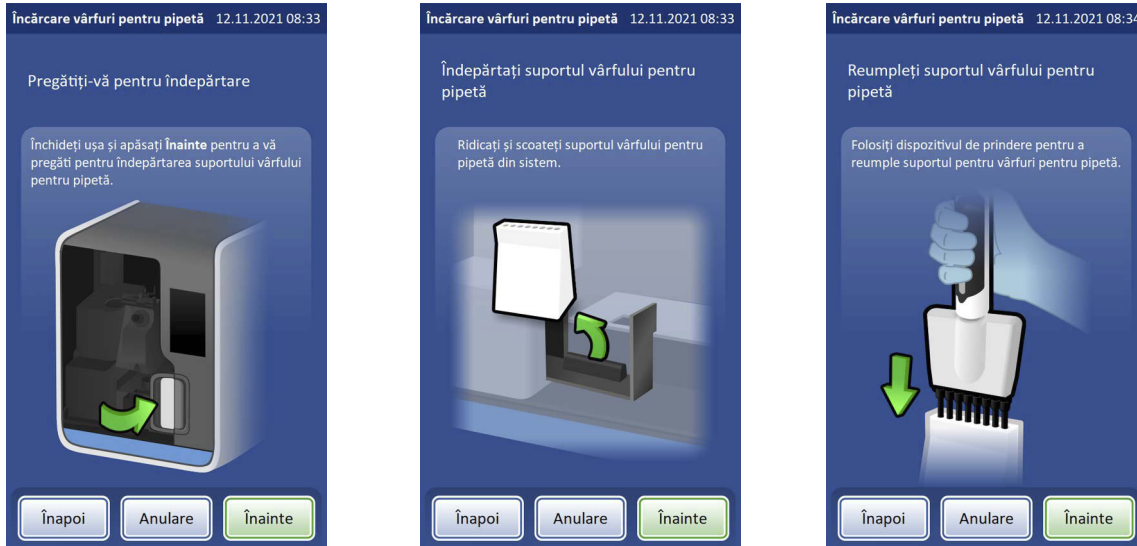 Încărcare vârfuri pentru pipetă 12.11.2021 08:33
Pregătiți-vă pentru îndepărtare
Închideți ușa și apăsați Înainte pentru a vă
pregăti pentru îndepărtarea suportului vârfului
pentru pipetă.
Înapoi
Anulare
Înainte
Încărcare vârfuri pentru pipetă 12.11.2021 08:33
Îndepărtați suportul vârfului pentru
pipetă
Ridicați și scoateți suportul vârfului pentru
pipetă din sistem.
Înapoi
Anulare
Înainte
Încărcare vârfuri pentru pipetă 12.11.2021 08:34
Reumpleți suportul vârfului pentru
pipetă
Folosiți dispozitivul de prindere pentru a
reumple suportul pentru vârfuri pentru pipetă.
Înapoi
Anulare
Înainte